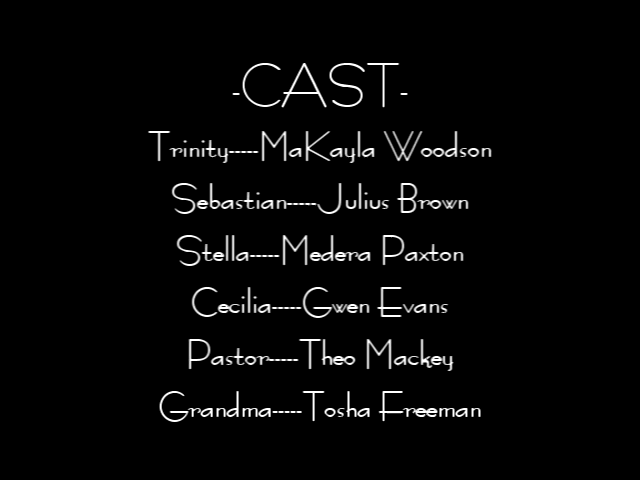 -CAST-
Trinity-----MaKayla Woodson
Sebastian-----Julius Brown
Stella-----Medera Paxton
Cecilia-----Gwen Evans
Pastor-----Theo Mackey
Grandma-----Tosha Freeman